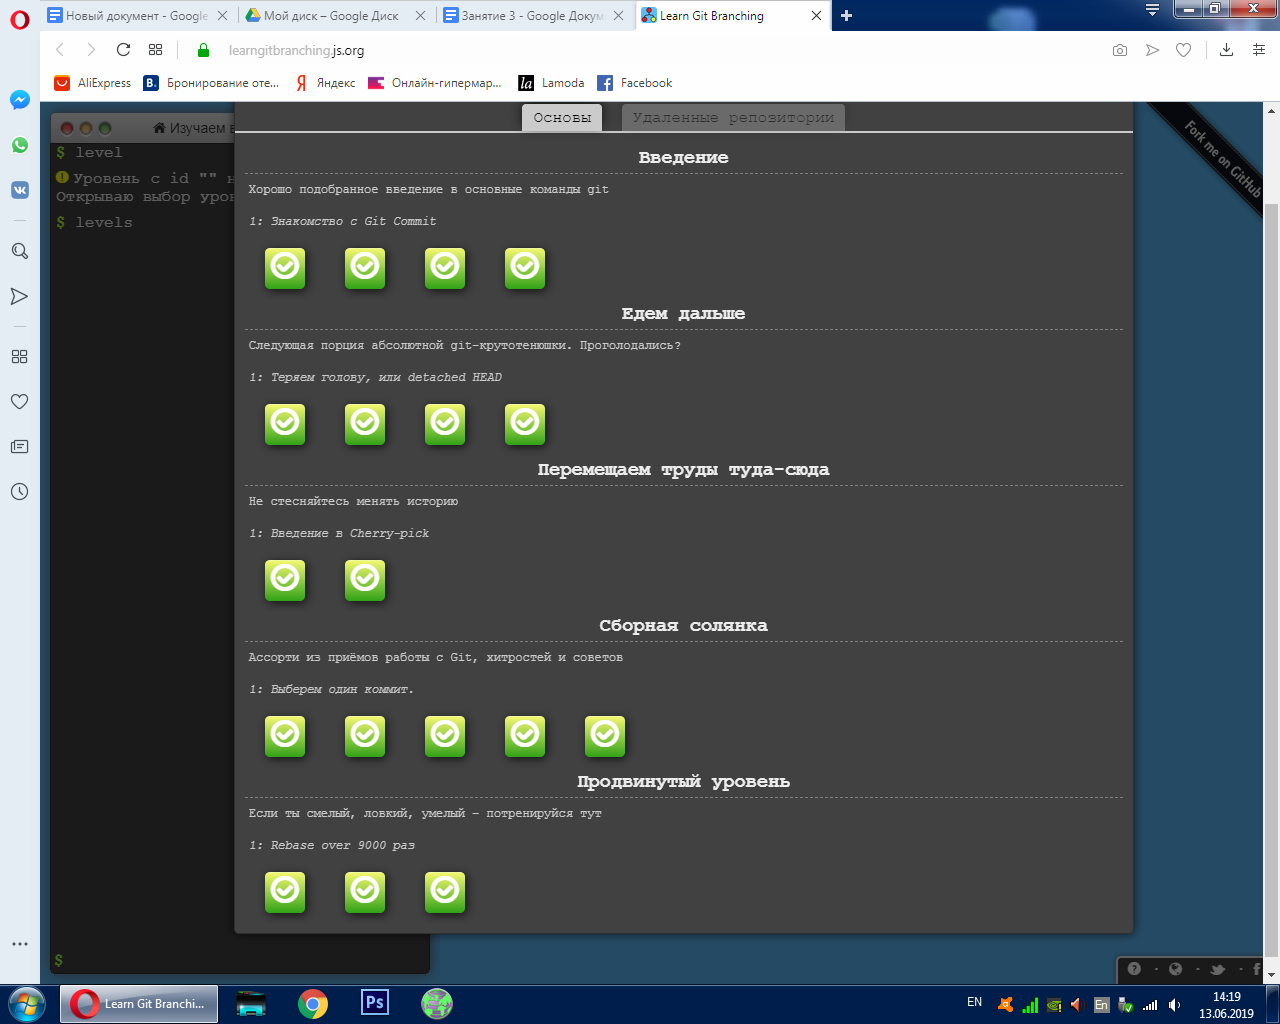 Новый документ - Google
Мой диск – Google Диск
Занятие 3 - Google Докум
Learn Git Branching
learngitbranching.js.org
AliExpress
Бронирование оте...
Яндекс
Онлайн-гипермар...
Lamoda
Facebook
Основы
Удаленные репозитории
Fork me on GitHub
Изучаем
$ level
Уровень с id "" н
Открываю выбор уров
$ levels
$
Введение
Хорошо подобранное введение в основные команды git
1: Знакомство с Git Commit
Едем дальше
Следующая порция абсолютной git-крутотенюшки. Проголодались?
1: Теряем голову, или detached HEAD
Перемещаем труды туда-сюда
Не стесняйтесь менять историю
1: Введение в Cherry-pick
Сборная солянка
Ассорти из приёмов работы с Git, хитростей и советов
1: Выберем один коммит.
Продвинутый уровень
Если ты смелый, ловкий, умелый - потренируйся тут
1: Rebase over 9000 раз
Learn Git Branchi...
Ps
EN
En
14:19
13.06.2019